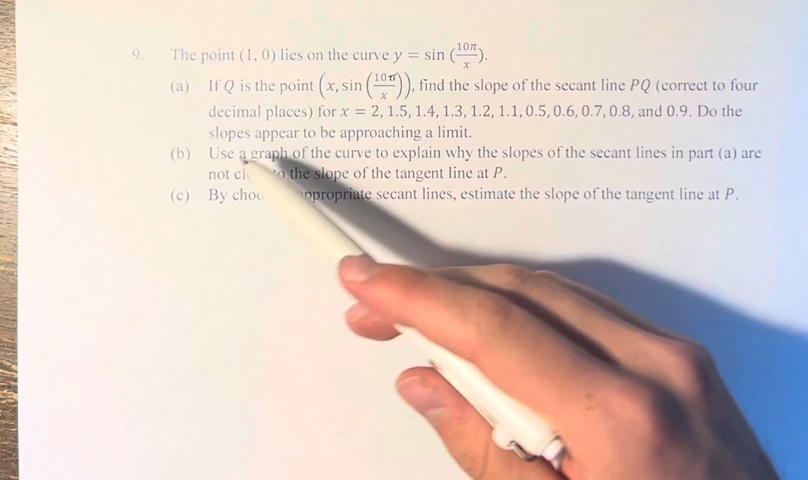 9. The point (1, 0) lies on the curve y = sin (10π/x).
(a) If Q is the point (x, sin (10π/x)), find the slope of the secant line PQ (correct to four
decimal places) for x = 2, 1.5, 1.4, 1.3, 1.2, 1.1, 0.5, 0.6, 0.7, 0.8, and 0.9. Do the
slopes appear to be approaching a limit.
(b) Use a graph of the curve to explain why the slopes of the secant lines in part (a) are
not the slope of the tangent line at P.
(c) By secant lines, estimate the slope of the tangent line at P.